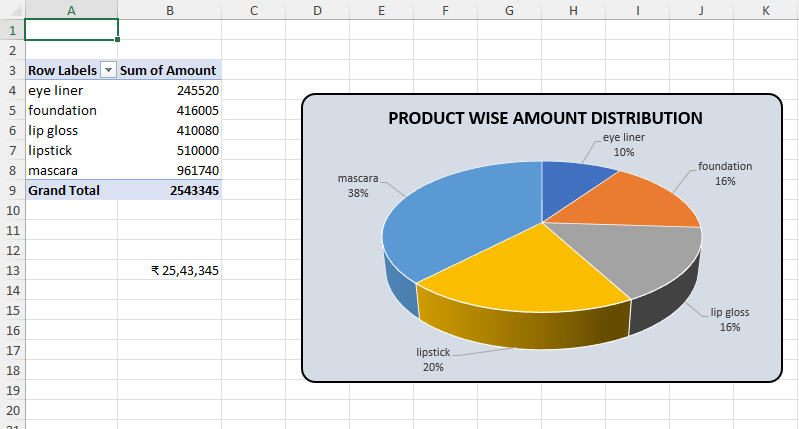 A B C D E F G H I J K
1
2
3 Row Labels Sum of Amount
4 eye liner 245520
5 foundation 416005
6 lip gloss 410080
7 lipstick 510000
8 mascara 961740
9 Grand Total 2543345
10
11
12
13 ₹ 25,43,345
14
15
16
17
18
19
20
21
PRODUCT WISE AMOUNT DISTRIBUTION
eye liner
10%
foundation
16%
lip gloss
16%
lipstick
20%
mascara
38%